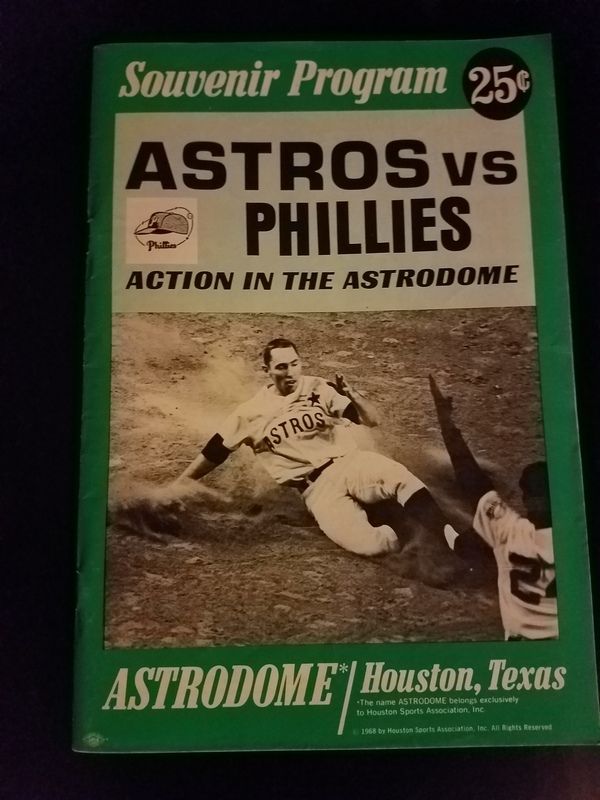 Souvenir Program 25¢
ASTROS VS
PHILLIES
Phillies
ACTION IN THE ASTRODOME
ASTROS
2
ASTRODOME* Houston, Texas
*The name ASTRODOME belongs exclusively
to Houston Sports Association, Inc.
© 1968 by Houston Sports Association, Inc. All Rights Reserved